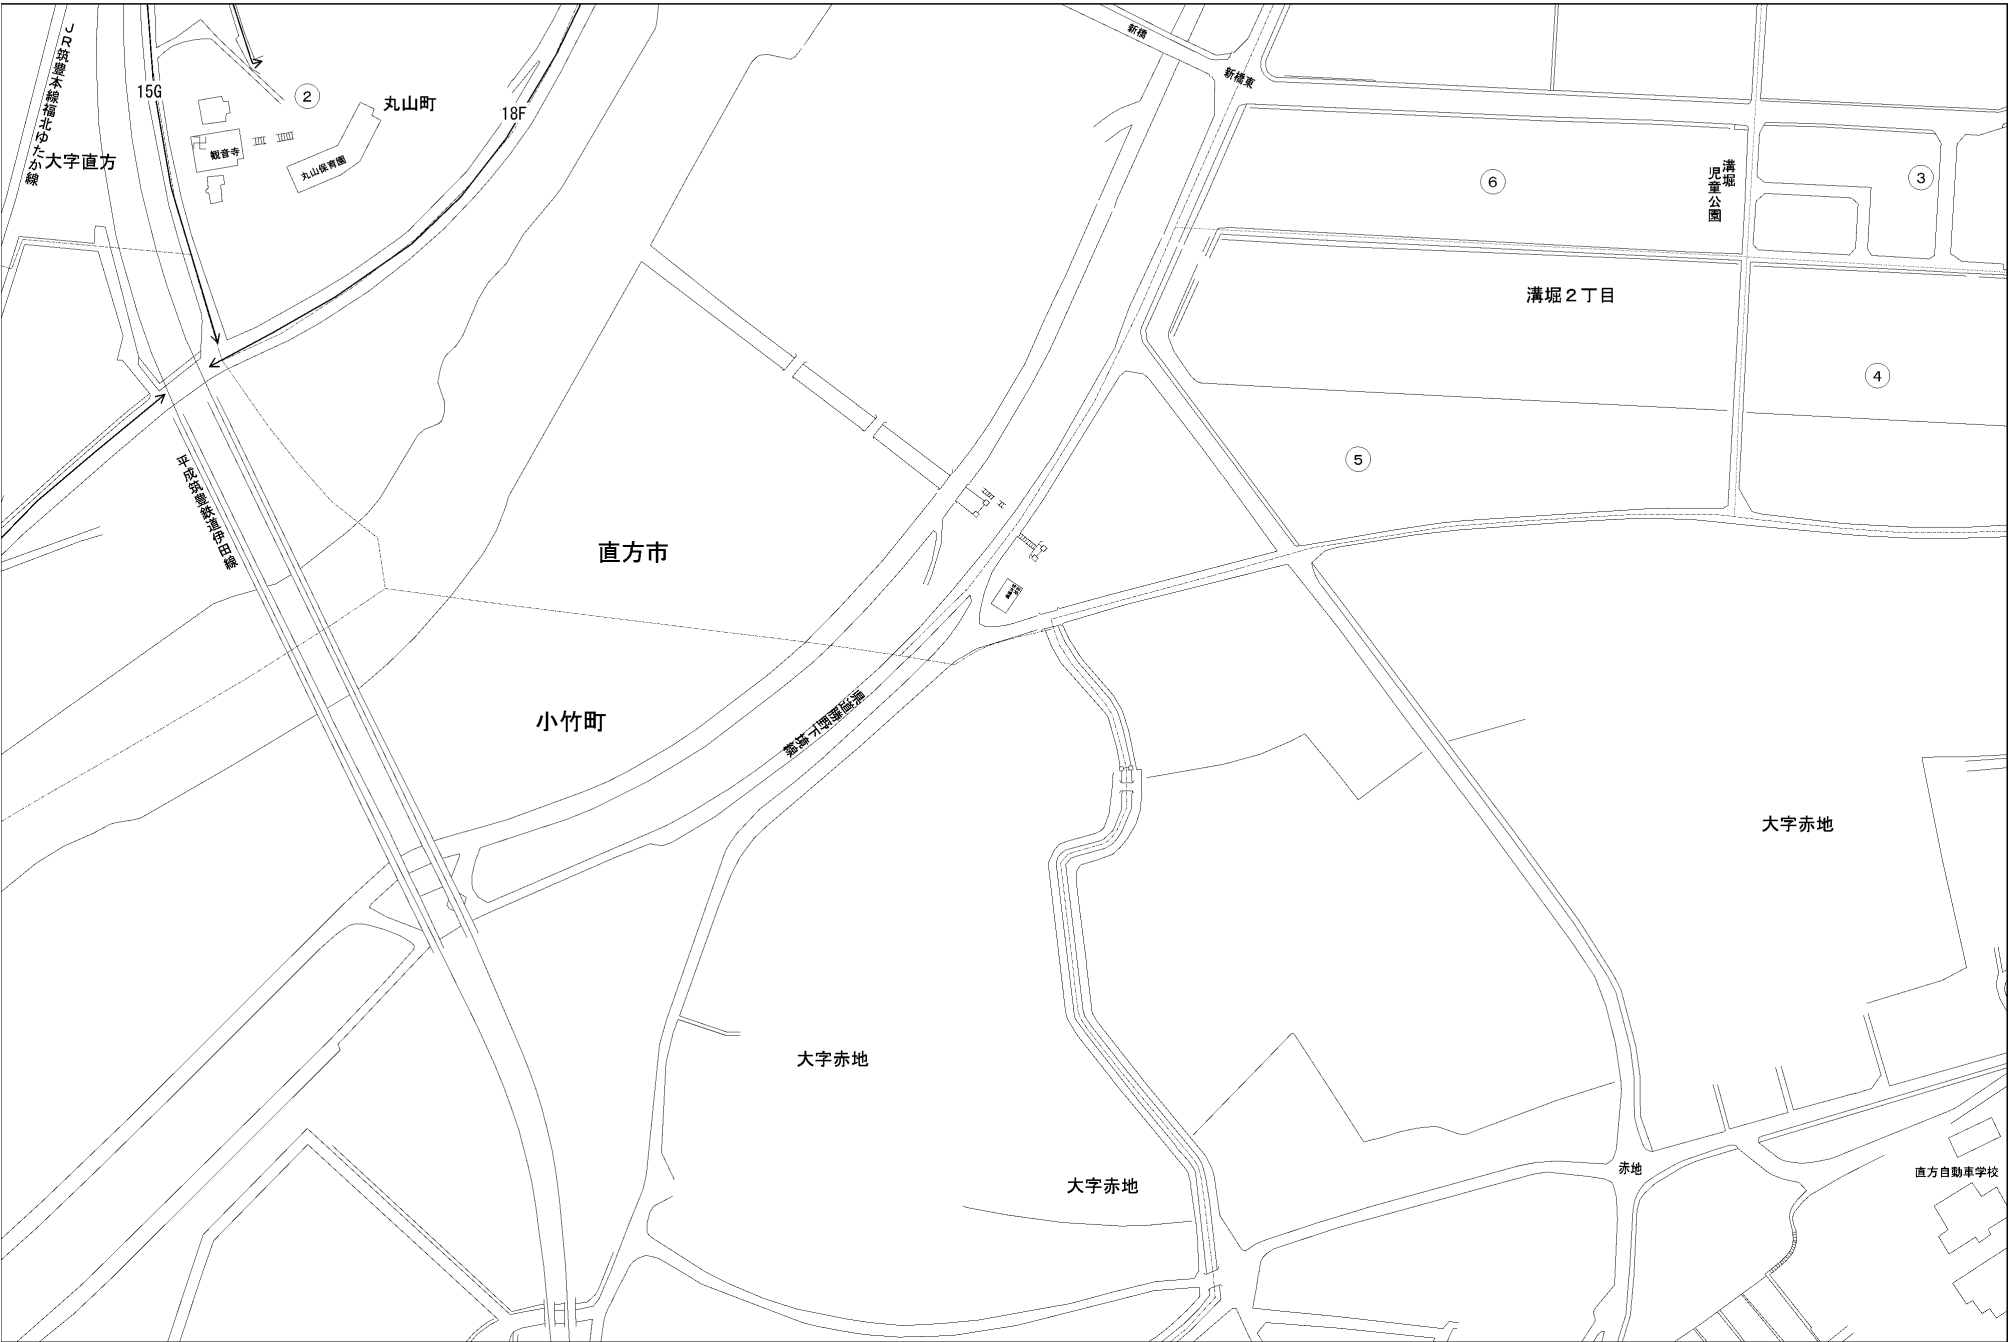 新橋
新橋東
JR筑豊本線福北ゆたか線
15G
②
丸山町
18F
大字直方
観音寺
丸山保育園
⑥
溝堀
児童公園
③
溝堀2丁目
④
⑤
平成筑豊鉄道伊田線
直方市
小竹町
県道勝野下境線
大字赤地
大字赤地
大字赤地
赤地
直方自動車学校